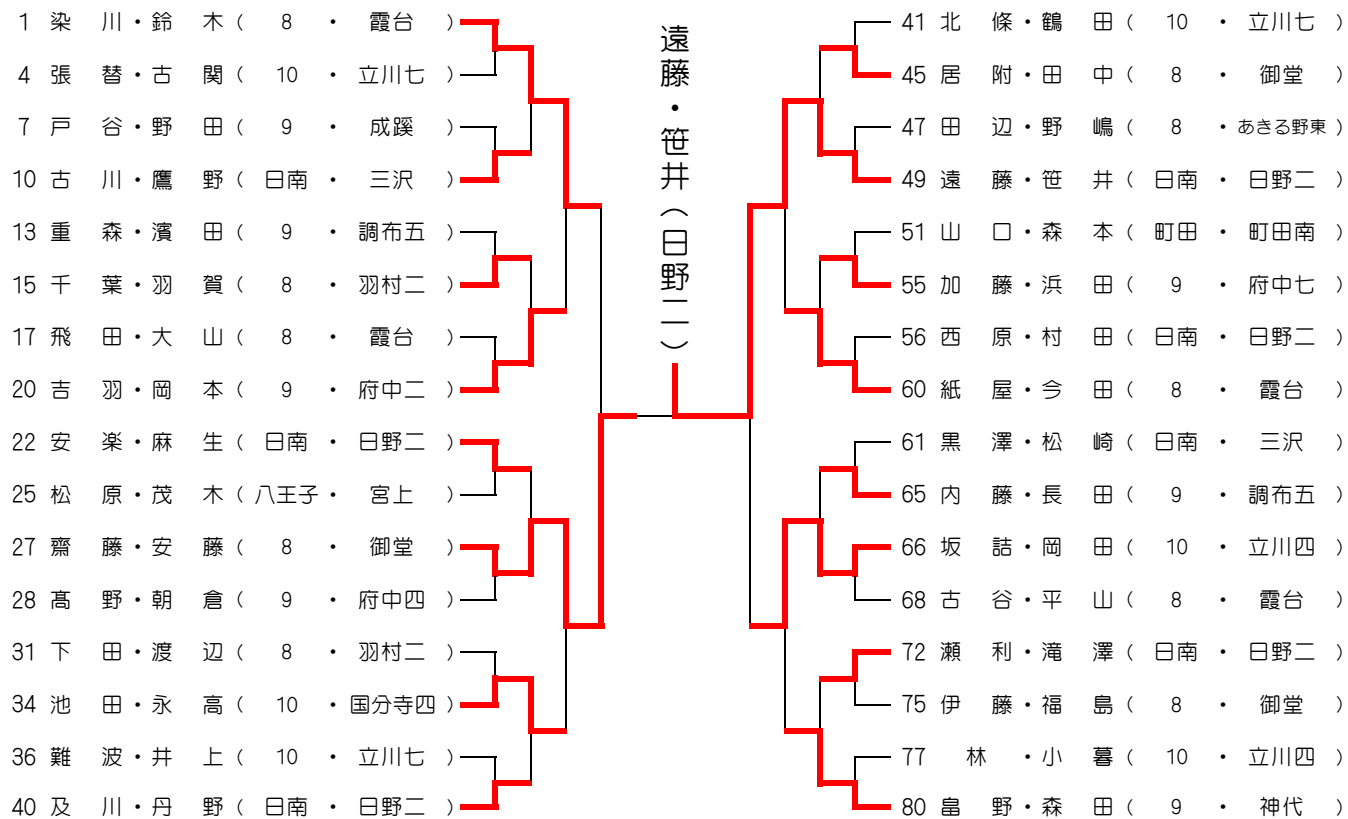 1 染 川・鈴 木 ( 8 ・ 霞台 )
4 張 替・古 関 ( 10 ・ 立川七 )
7 戸 谷・野 田 ( 9 ・ 成蹊 )
10 古 川・鷹 野 ( 日南 ・ 三沢 )
13 重 森・濱 田 ( 9 ・ 調布五 )
15 千 葉・羽 賀 ( 8 ・ 羽村二 )
17 飛 田・大 山 ( 8 ・ 霞台 )
20 吉 羽・岡 本 ( 9 ・ 府中二 )
22 安 楽・麻 生 ( 日南 ・ 日野二 )
25 松 原・茂 木 ( 八王子 ・ 宮上 )
27 齋 藤・安 藤 ( 8 ・ 御堂 )
28 髙 野・朝 倉 ( 9 ・ 府中四 )
31 下 田・渡 辺 ( 8 ・ 羽村二 )
34 池 田・永 高 ( 10 ・ 国分寺四 )
36 難 波・井 上 ( 10 ・ 立川七 )
40 及 川・丹 野 ( 日南 ・ 日野二 )
遠藤・笹井(日野二)
41 北 條・鶴 田 ( 10 ・ 立川七 )
45 居 附・田 中 ( 8 ・ 御堂 )
47 田 辺・野 嶋 ( 8 ・ あきる野東 )
49 遠 藤・笹 井 ( 日南 ・ 日野二 )
51 山 口・森 本 ( 町田 ・ 町田南 )
55 加 藤・浜 田 ( 9 ・ 府中七 )
56 西 原・村 田 ( 日南 ・ 日野二 )
60 紙 屋・今 田 ( 8 ・ 霞台 )
61 黒 澤・松 崎 ( 日南 ・ 三沢 )
65 内 藤・長 田 ( 9 ・ 調布五 )
66 坂 詰・岡 田 ( 10 ・ 立川四 )
68 古 谷・平 山 ( 8 ・ 霞台 )
72 瀬 利・滝 澤 ( 日南 ・ 日野二 )
75 伊 藤・福 島 ( 8 ・ 御堂 )
77 林 ・小 暮 ( 10 ・ 立川四 )
80 畠 野・森 田 ( 9 ・ 神代 )